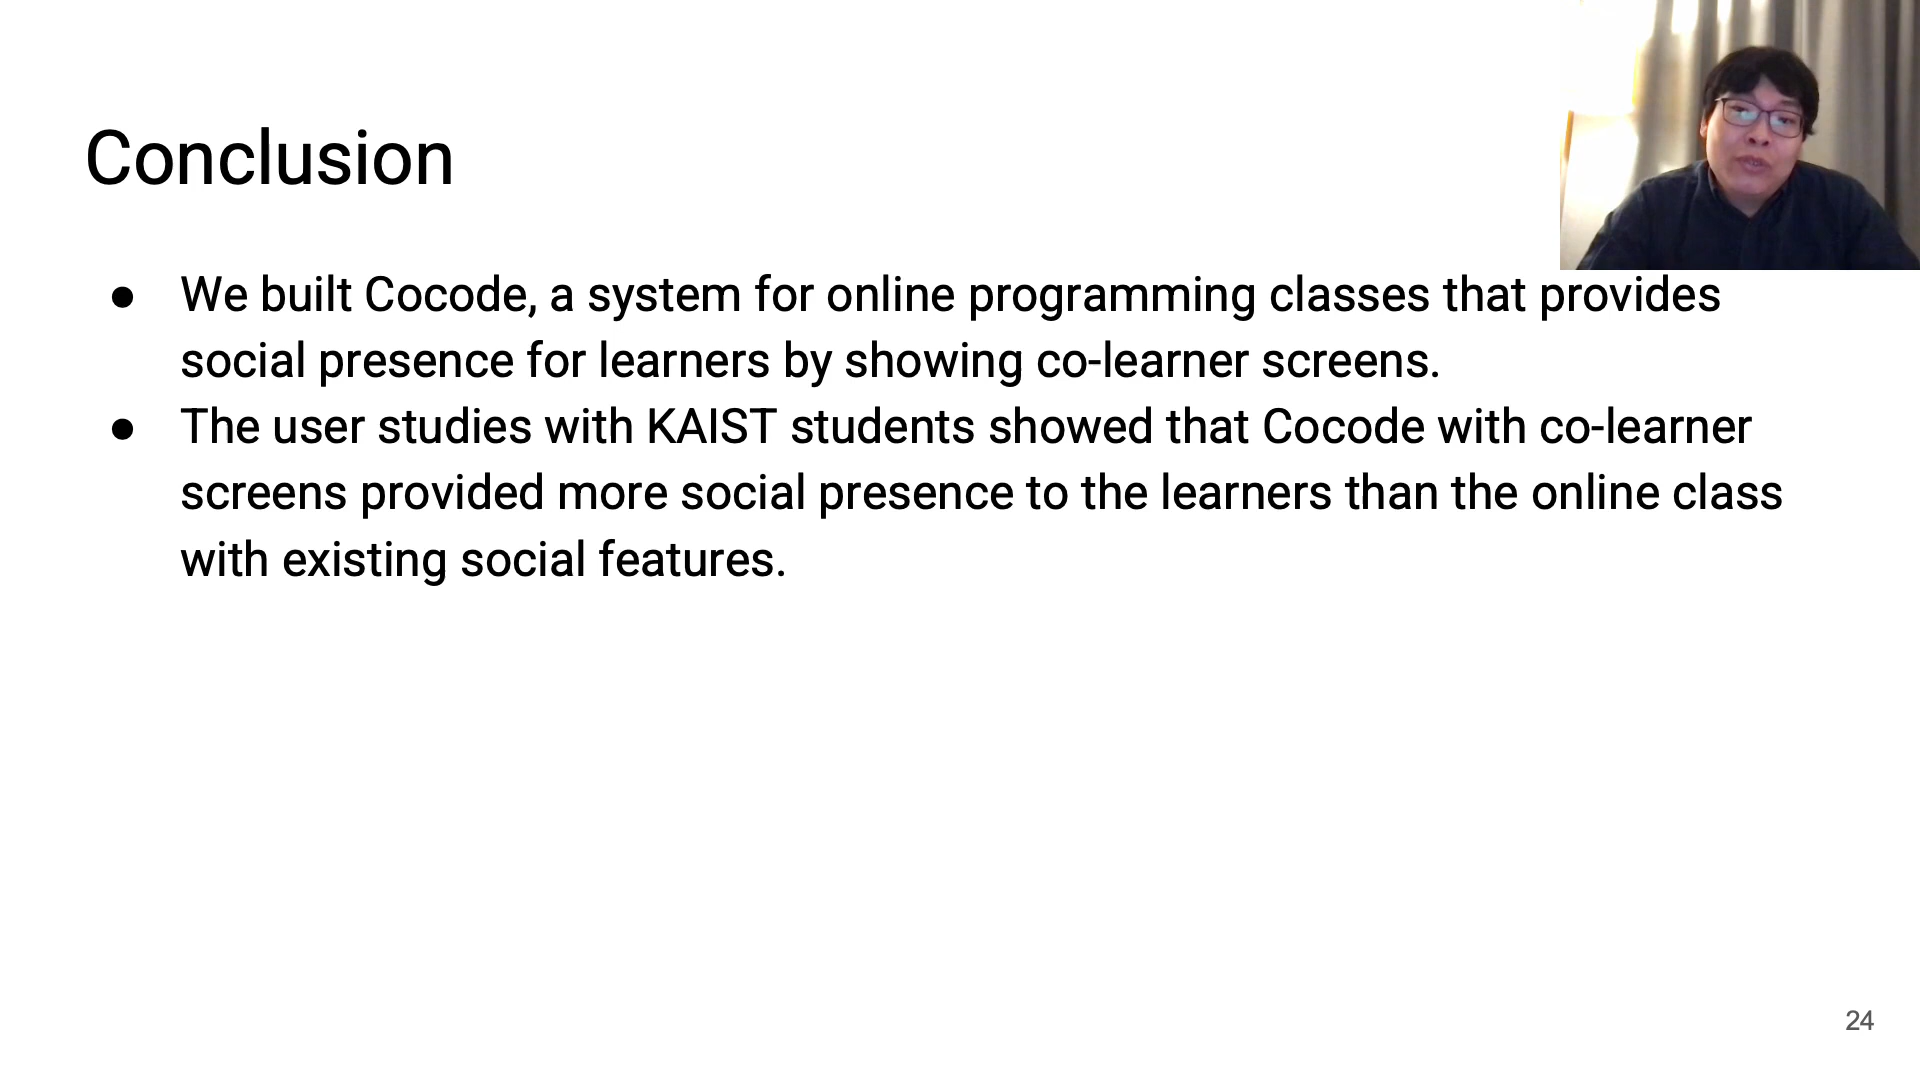 Conclusion
● We built Cocode, a system for online programming classes that provides
social presence for learners by showing co-learner screens.
● The user studies with KAIST students showed that Cocode with co-learner
screens provided more social presence to the learners than the online class
with existing social features.
24